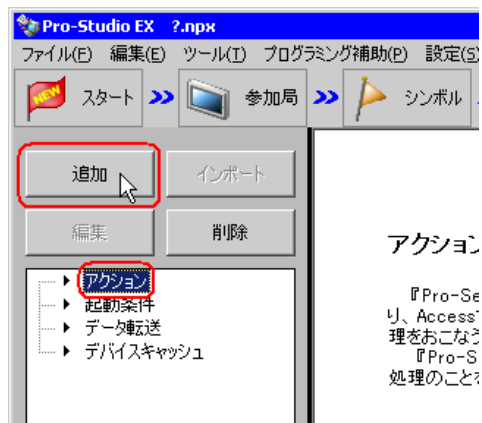 Pro-Studio EX ?.npx
ファイル(F) 編集(E) ツール(T) プログラミング補助(P) 設定(S)
NEW スタート 参加局 シンボル
追加 インポート
編集 削除
アクション
起動条件
データ転送
デバイスキャッシュ
アクション
『Pro-Se
り、Access
理をおこなう
『Pro-S
処理のことを